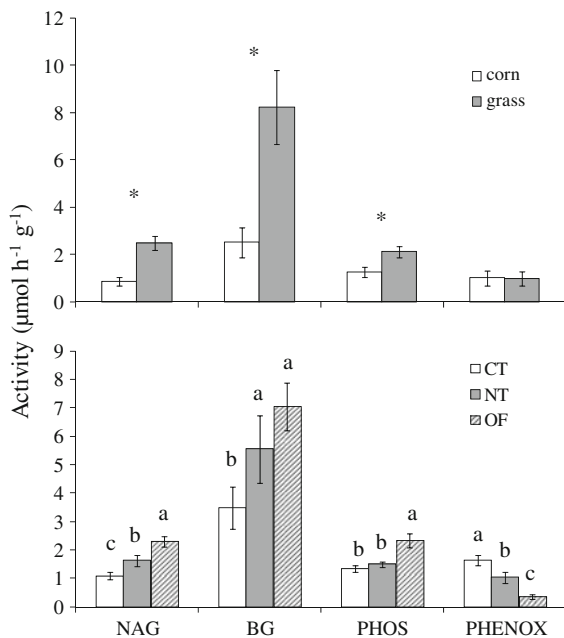 12
10
8
6
4
2
0
*
*
*
corn
grass
Activity (µmol h⁻¹ g⁻¹)
9
8
7
6
5
4
3
2
1
0
c b a
b a a
b b a
a b c
CT
NT
OF
NAG BG PHOS PHENOX